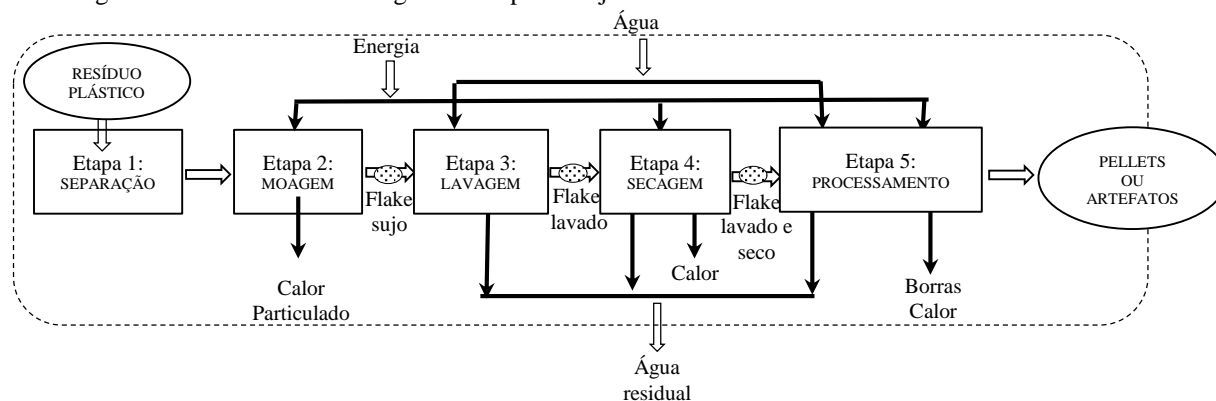 Água
Energia
RESÍDUO
PLÁSTICO
Etapa 1:
SEPARAÇÃO
Etapa 2:
MOAGEM
Flake
sujo
Etapa 3:
LAVAGEM
Flake
lavado
Etapa 4:
SECAGEM
Flake
lavado e
seco
Etapa 5:
PROCESSAMENTO
PELLETS
OU
ARTEFATOS
Calor
Particulado
Calor
Borras
Calor
Água
residual